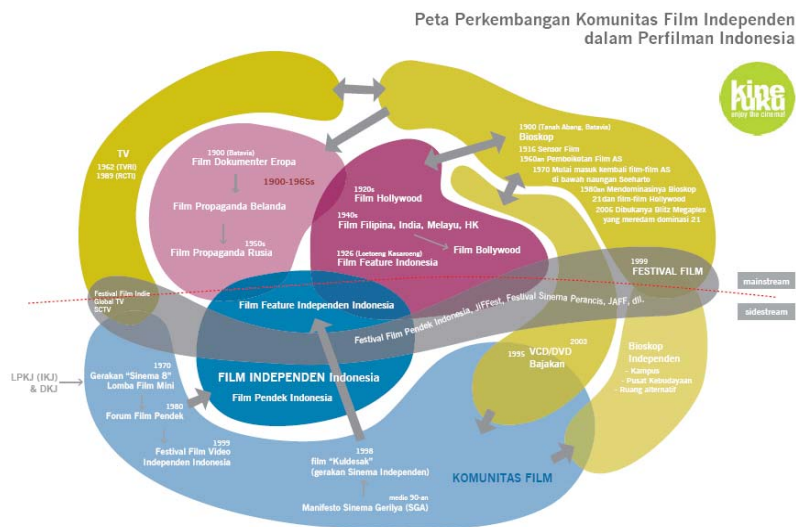 Peta Perkembangan Komunitas Film Independen
dalam Perfilman Indonesia
kine
ruku
enjoy the cinema!
TV
1962 (TVRI)
1989 (RCTI)
1900 (Batavia)
Film Dokumenter Eropa
1900-1965s
Film Propaganda Belanda
1950s
Film Propaganda Rusia
1920s
Film Hollywood
1940s
Film Filipina, India, Melayu, HK
Film Bollywood
1926 (Loetoeng Kasaroeng)
Film Feature Indonesia
1900 (Tanah Abang, Batavia)
Bioskop
1916 Sensor Film
1960an Pemboikotan Film AS
1970 Mulai masuk kembali film-film AS
di bawah naungan Soeharto
1980an Mendominasinya Bioskop
21dan film-film Hollywood
2006 Dibukanya Blitz Megaplex
yang meredam dominasi 21
1999
FESTIVAL FILM
mainstream
sidestream
Festival Film Indie
Global TV
SCTV
Film Feature Independen Indonesia
Festival Film Pendek Indonesia, JiFFest, Festival Sinema Perancis, JAFF, dll.
FILM INDEPENDEN Indonesia
Film Pendek Indonesia
LPKJ (IKJ)
& DKJ
1970
Gerakan "Sinema 8"
Lomba Film Mini
1980
Forum Film Pendek
1999
Festival Film Video
Independen Indonesia
1998
film "Kuldesak"
(gerakan Sinema Independen)
medio 90-an
Manifesto Sinema Gerilya (SGA)
2003
1995 VCD/DVD
Bajakan
Bioskop
Independen
- Kampus
- Pusat Kebudayaan
- Ruang alternatif
KOMUNITAS FILM